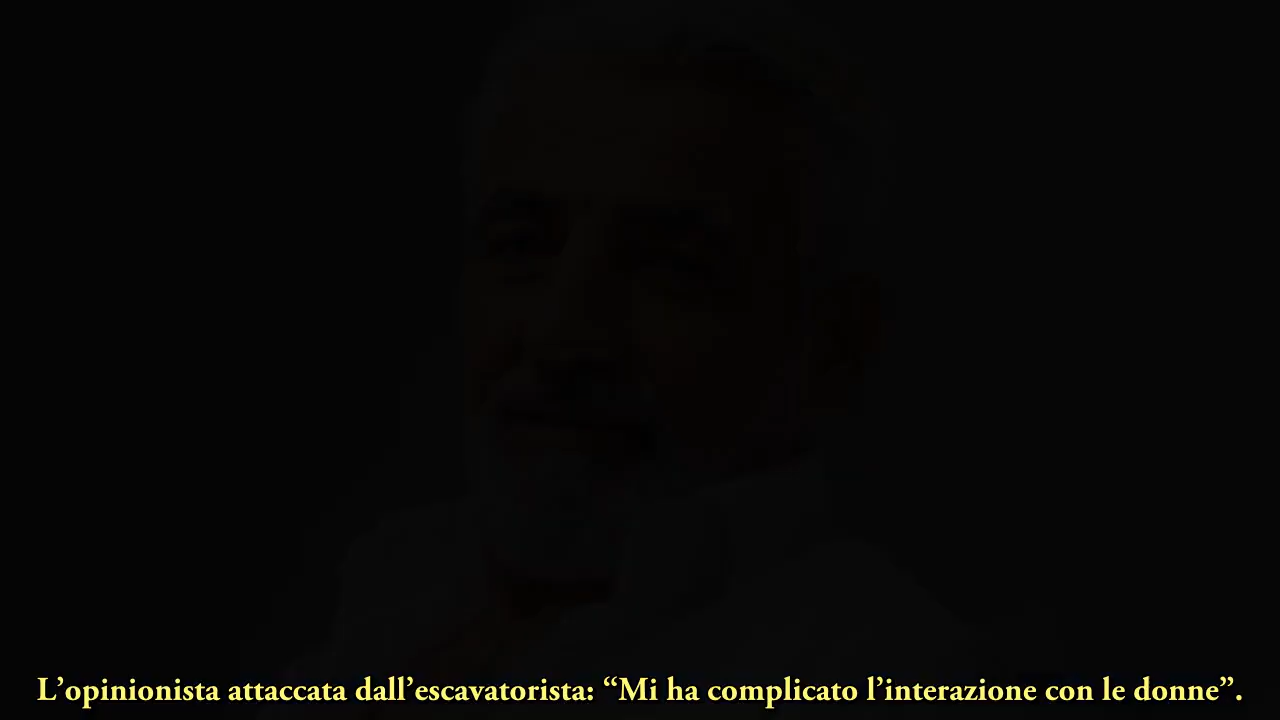 L’opinionista attaccata dall’escavatorista: “Mi ha complicato l’interazione con le donne”.